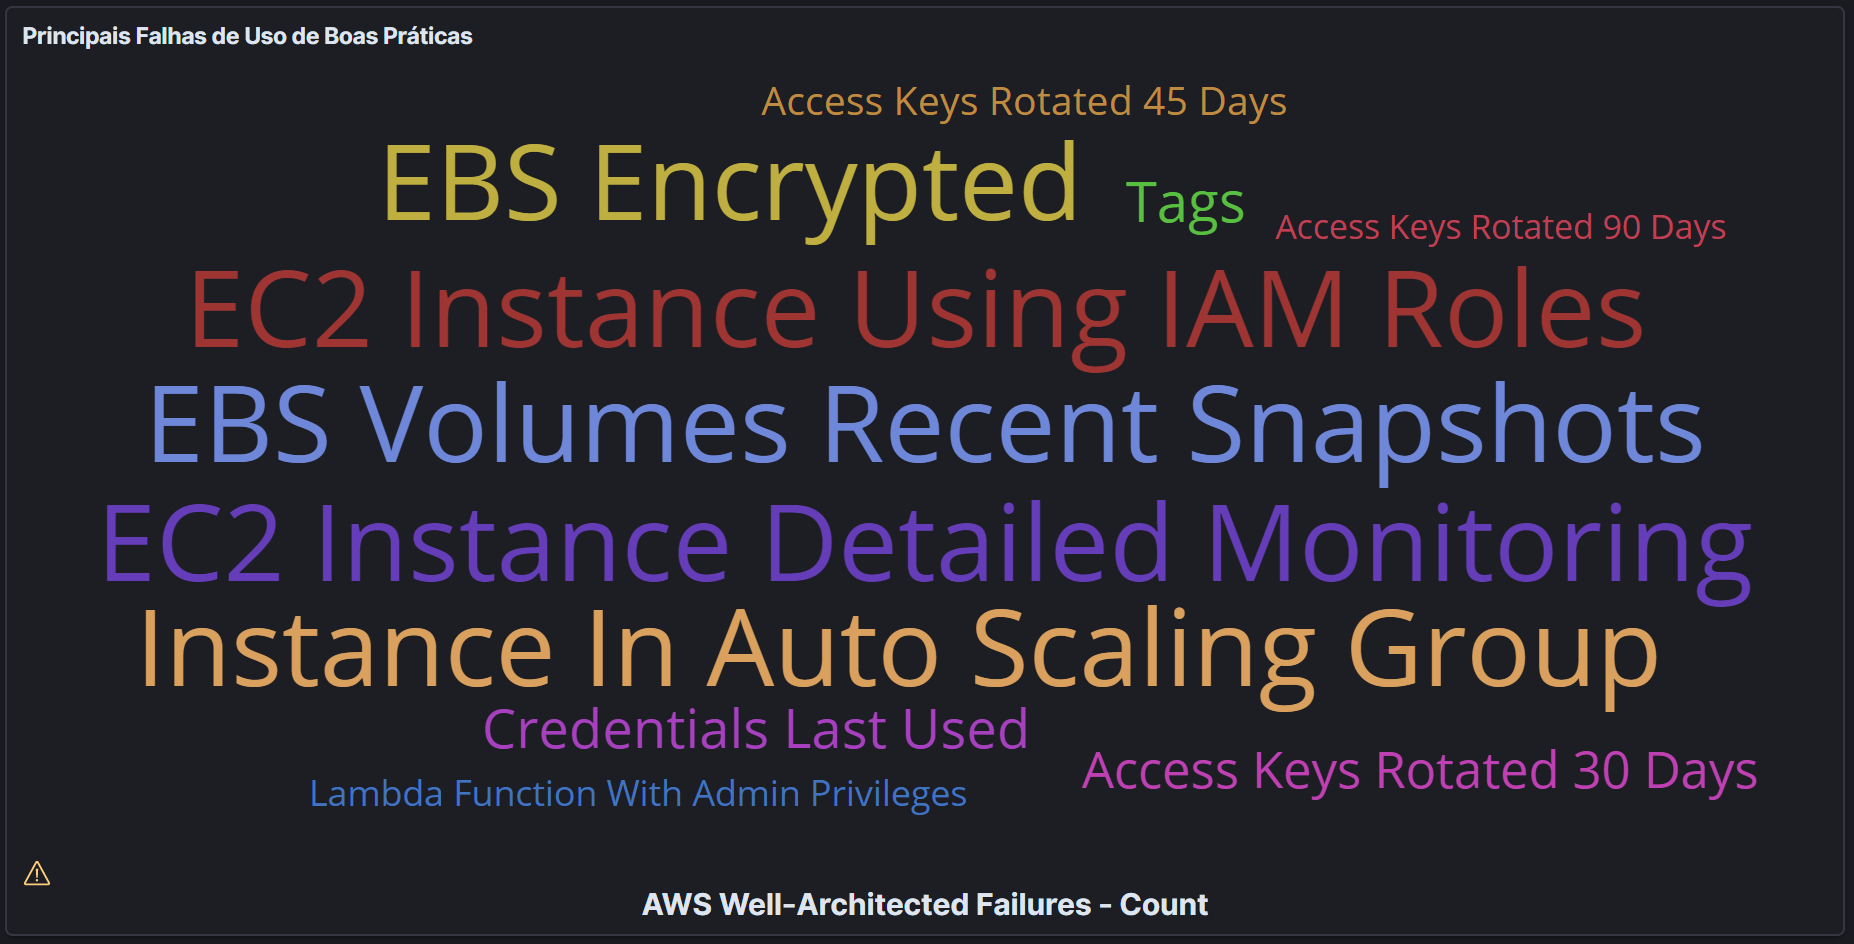 Principais Falhas de Uso de Boas Práticas
Access Keys Rotated 45 Days
EBS Encrypted
Tags
Access Keys Rotated 90 Days
EC2 Instance Using IAM Roles
EBS Volumes Recent Snapshots
EC2 Instance Detailed Monitoring
Instance In Auto Scaling Group
Credentials Last Used
Access Keys Rotated 30 Days
Lambda Function With Admin Privileges
AWS Well-Architected Failures - Count